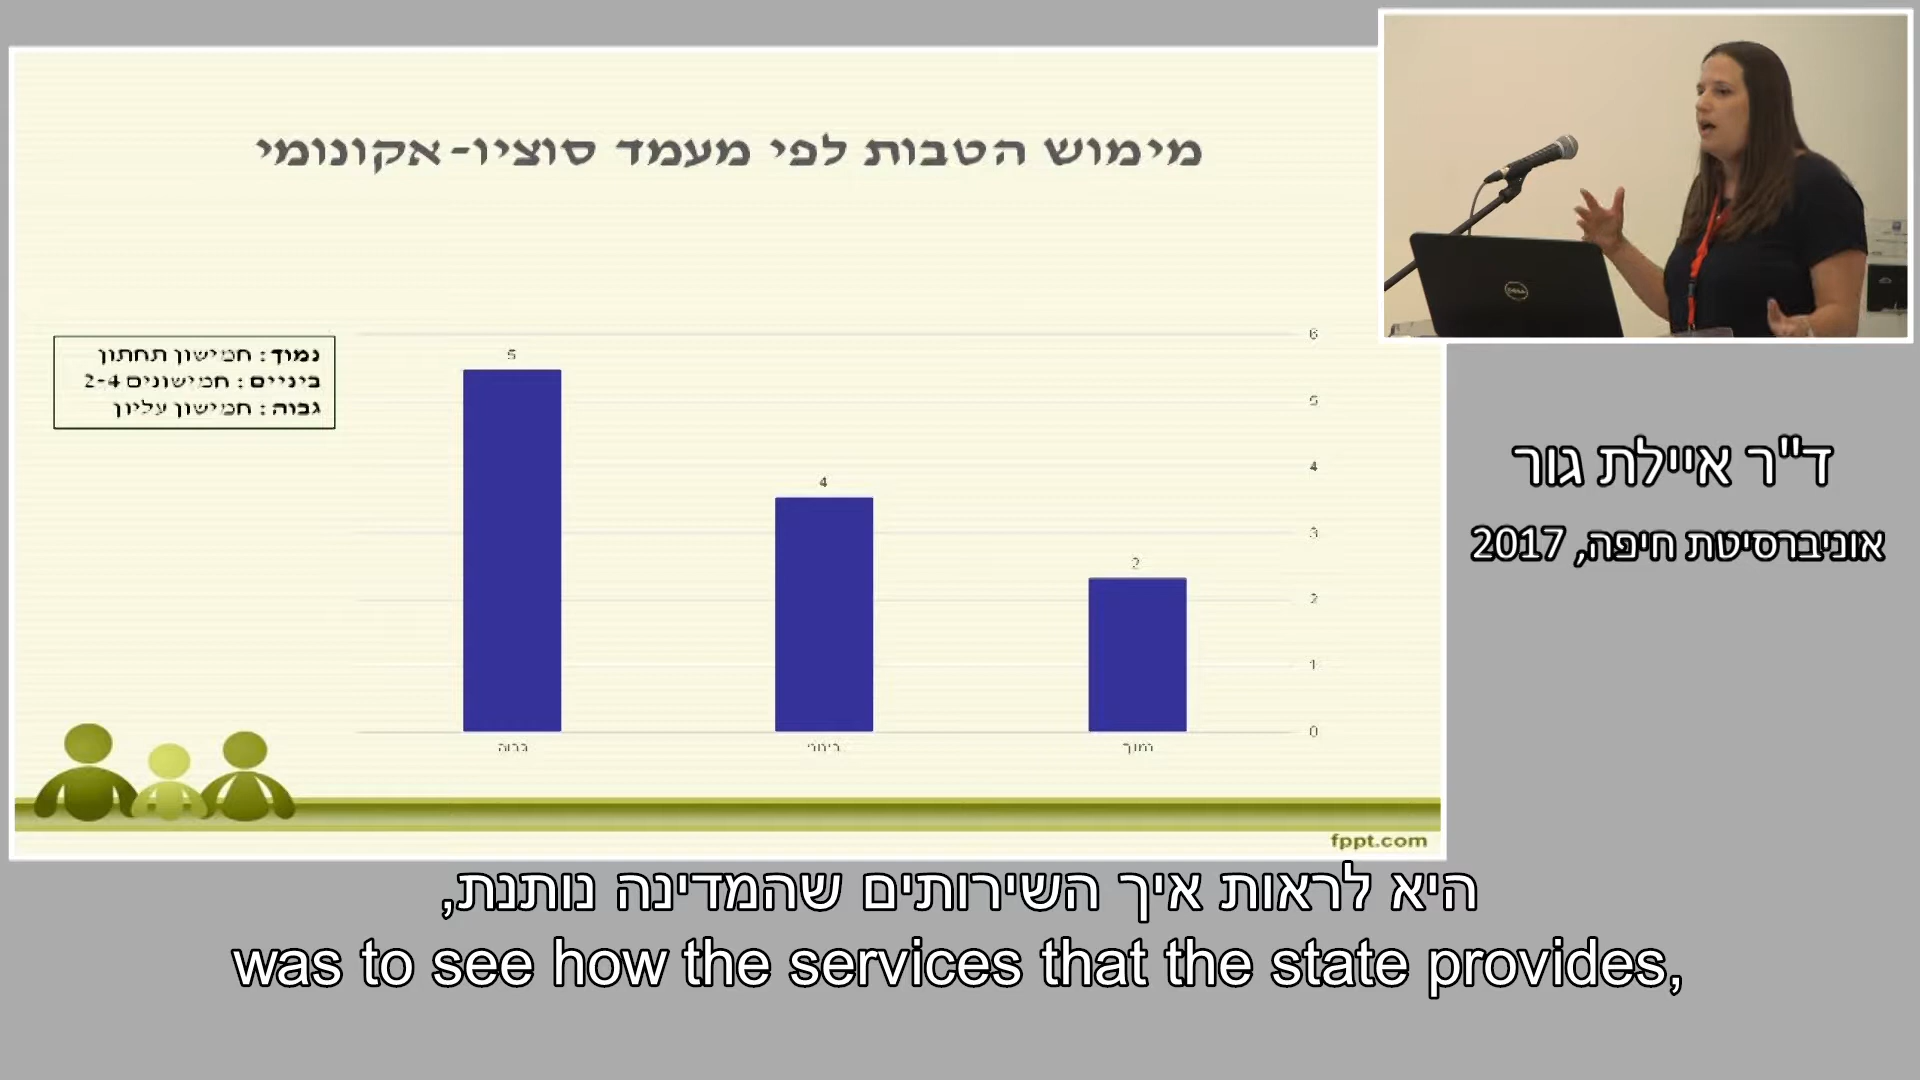 מימוש הטבות לפי מעמד סוציו-אקונומי
נמוך: חמישון תחתון
ביניים: חמישונים 2-4
גבוה: חמישון עליון
6
5
4
3
2
1
0
5
4
2
גבוה
בינוני
נמוך
fppt.com
DELL
ד"ר איילת גור
אוניברסיטת חיפה, 2017
היא לראות איך השירותים שהמדינה נותנת,
was to see how the services that the state provides,